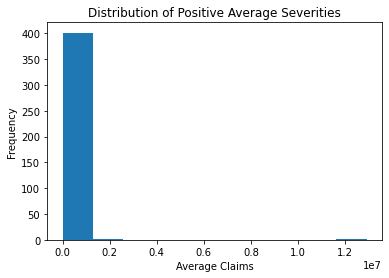 Distribution of Positive Average Severities
400
350
300
250
200
150
100
50
0
Frequency
0.0 0.2 0.4 0.6 0.8 1.0 1.2
1e7
Average Claims